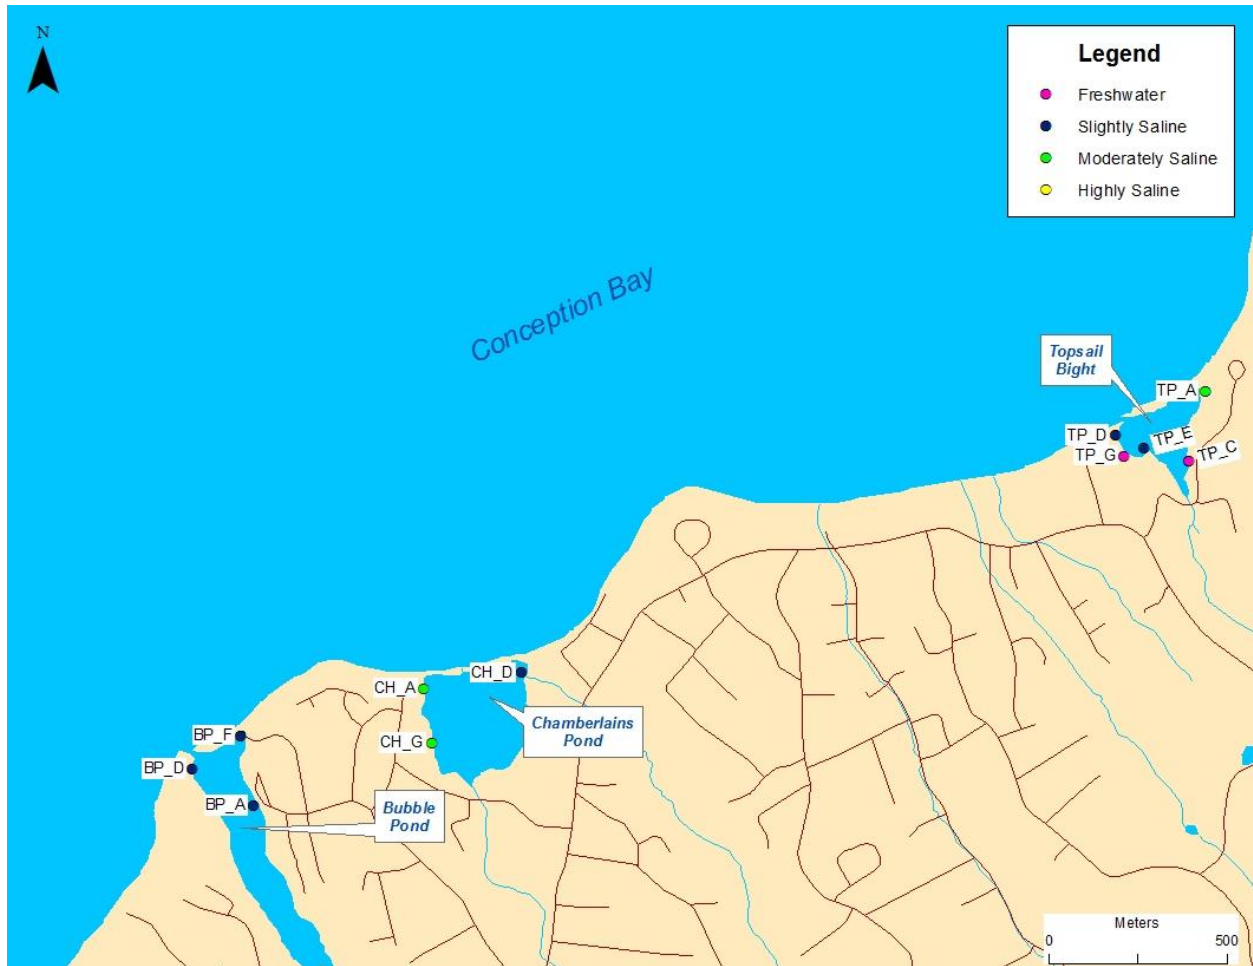 N
Legend
Freshwater
Slightly Saline
Moderately Saline
Highly Saline
Conception Bay
Topsail
Bight
TP_A
TP_D
TP_E
TP_G
TP_C
CH_D
CH_A
Chamberlains
Pond
BP_F
CH_G
BP_D
BP_A
Bubble
Pond
Meters
0 500